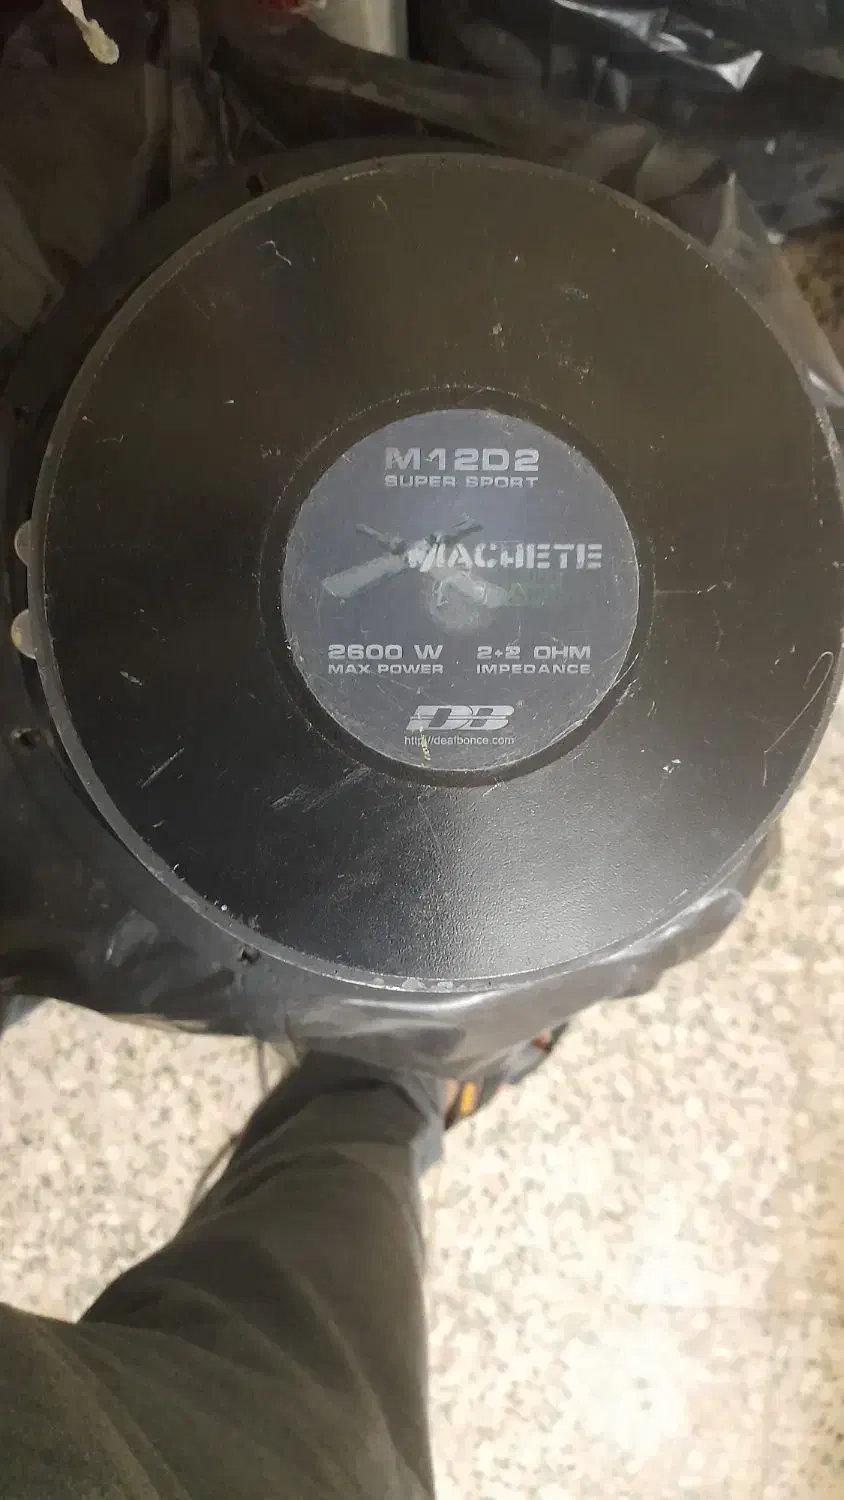 M12D2
SUPER SPORT
MACHETE
2600 W 2+2 OHM
MAX POWER IMPEDANCE
DB
http://deafbonce.com